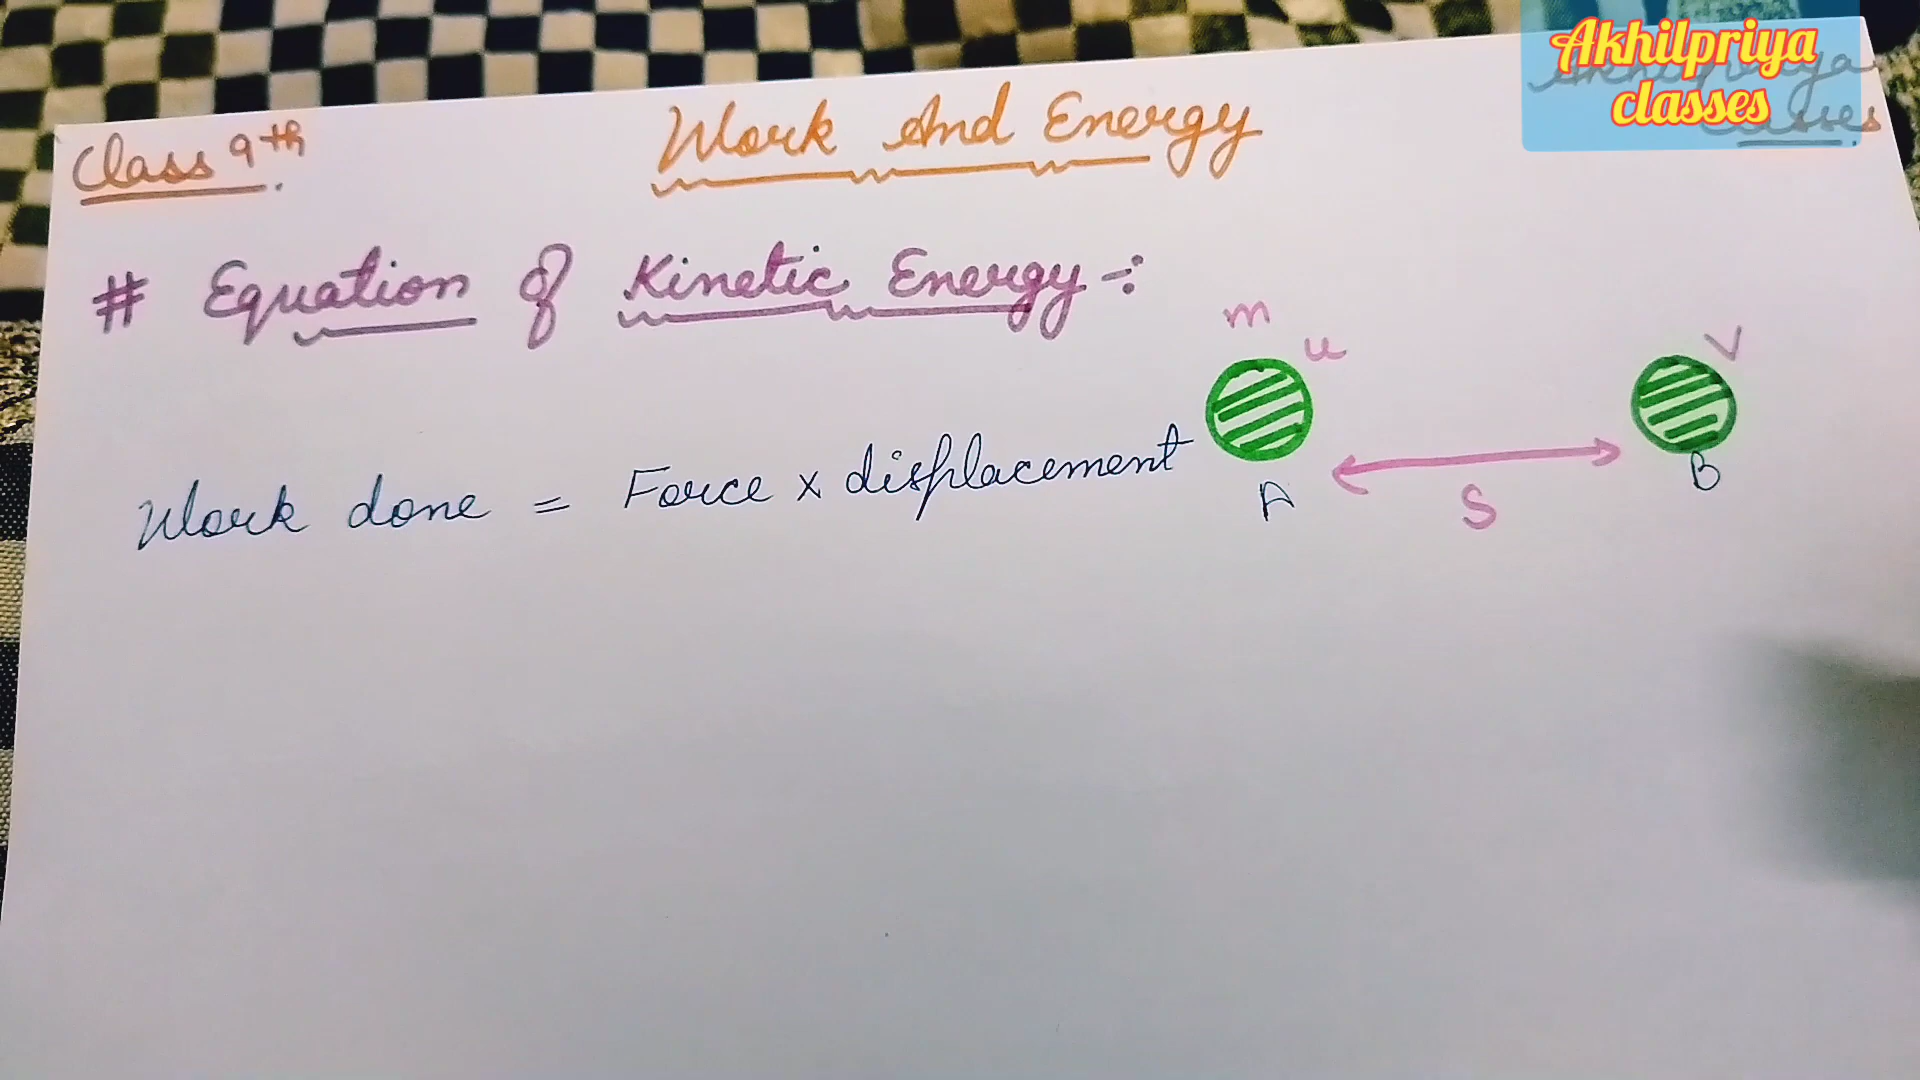 Akhilpriya
classes
Class 9th
Work And Energy
# Equation of Kinetic Energy -:
m
u
V
Work done = Force x displacement
A
S
B